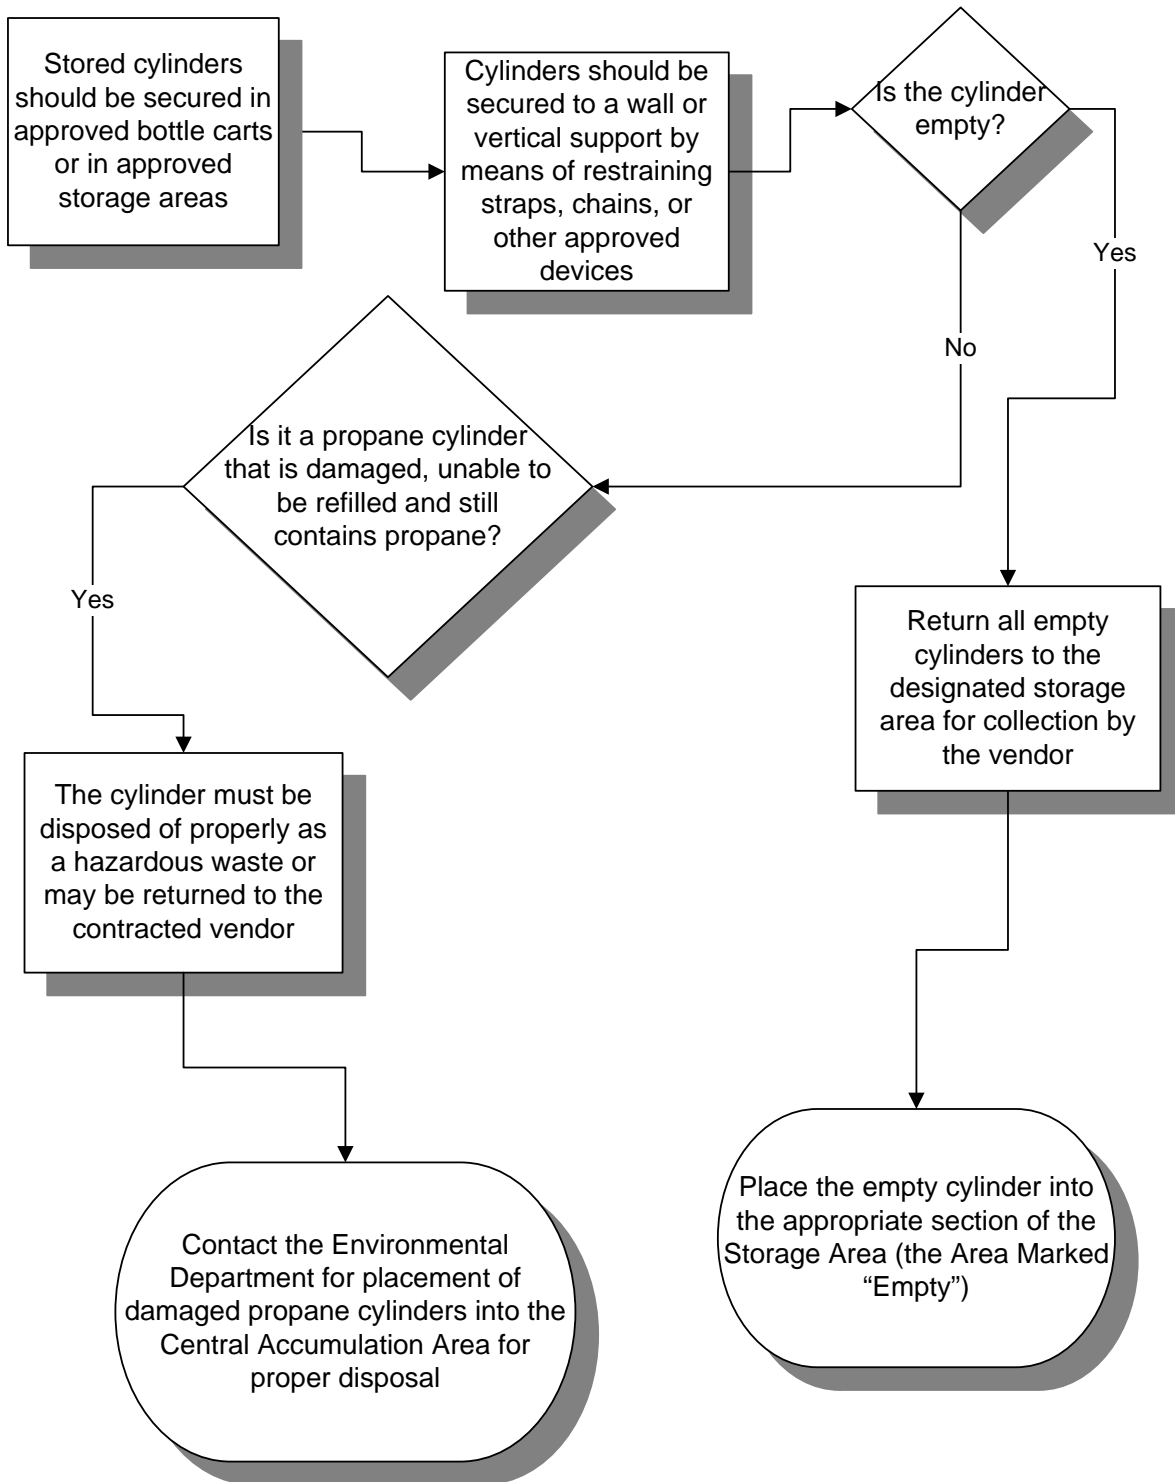 Stored cylinders
should be secured in
approved bottle carts
or in approved
storage areas
Cylinders should be
secured to a wall or
vertical support by
means of restraining
straps, chains, or
other approved
devices
Is the cylinder
empty?
Yes
No
Is it a propane cylinder
that is damaged, unable to
be refilled and still
contains propane?
Yes
Return all empty
cylinders to the
designated storage
area for collection by
the vendor
The cylinder must be
disposed of properly as
a hazardous waste or
may be returned to the
contracted vendor
Place the empty cylinder into
the appropriate section of the
Storage Area (the Area Marked
“Empty”)
Contact the Environmental
Department for placement of
damaged propane cylinders into the
Central Accumulation Area for
proper disposal